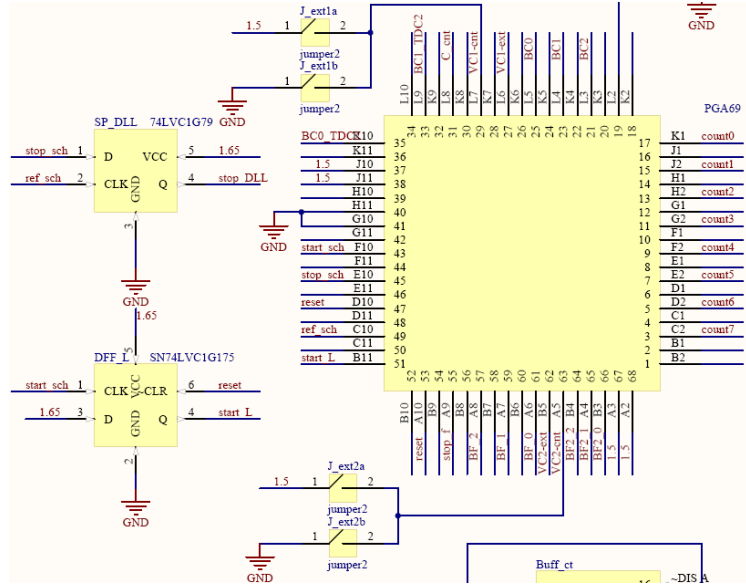 J_ext1a
1.5 1 2
jumper2
J_ext1b
1 2
jumper2
GND
GND
BC1_TDC2
C_cnt
VC1-cnt
VC1-ext
BC0
BC1
BC2
L10 L9 K9 L8 K8 L7 K7 L6 K6 L5 K5 L4 K4 L3 K3 L2 K2
34 33 32 31 30 29 28 27 26 25 24 23 22 21 20 19 18
PGA69
SP_DLL 74LVC1G79
stop_sch 1 D VCC 5 1.65
ref_sch 2 CLK Q 4 stop_DLL
GND
3
GND
1.65
5
DFF_L SN74LVC1G175
start_sch 1 CLK VCC ~CLR 6 reset
1.65 3 D Q 4 start_L
GND
2
GND
BC0_TDC2 K10 35
K11 36
1.5 J10 37
1.5 J11 38
H10 39
H11 40
G10 41
GND
G11 42
start_sch F10 43
F11 44
stop_sch E10 45
E11 46
reset D10 47
D11 48
ref_sch C10 49
C11 50
start_L B11 51
17 K1 count0
16 J1
15 J2 count1
14 H1
13 H2 count2
12 G1
11 G2 count3
10 F1
9 F2 count4
8 E1
7 E2 count5
6 D1
5 D2 count6
4 C1
3 C2 count7
2 B1
1 B2
52 53 54 55 56 57 58 59 60 61 62 63 64 65 66 67 68
B10 A10 B9 A9 B8 A8 B7 A7 B6 A6 B5 A5 B4 A4 B3 A3 A2
reset
stop_f
BF_2
BF_1
BF_0
VC2-ext
VC2-cnt
BF2_2
BF2_1
BF2_0
1.5
1.5
J_ext2a
1.5 1 2
jumper2
J_ext2b
1 2
jumper2
GND
Buff_ct
16 ~DIS A